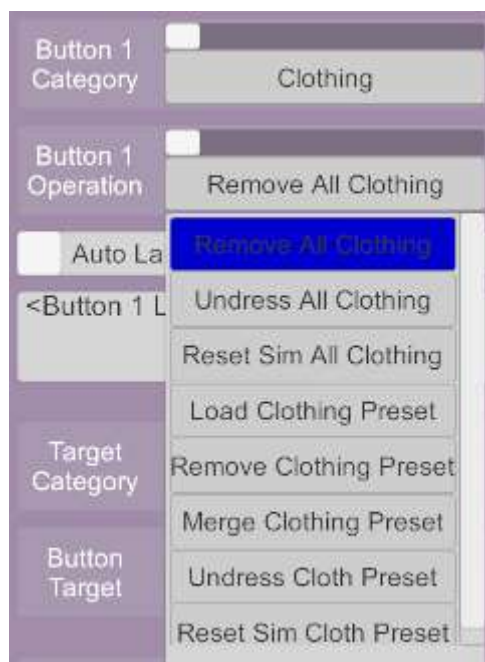 Button 1
Category
Clothing
Button 1
Operation
Remove All Clothing
Remove All Clothing
Auto La
Undress All Clothing
<Button 1 L
Reset Sim All Clothing
Load Clothing Preset
Target
Category
Remove Clothing Preset
Merge Clothing Preset
Button
Target
Undress Cloth Preset
Reset Sim Cloth Preset